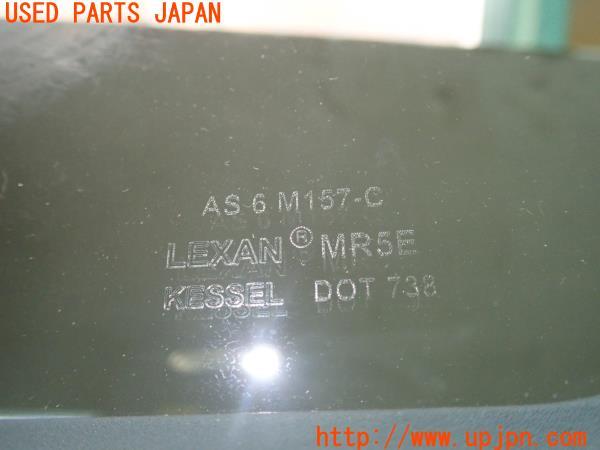 USED PARTS JAPAN
AS 6 M157-C
LEXAN® MR5E
KESSEL DOT 738
http://www.upjpn.com/